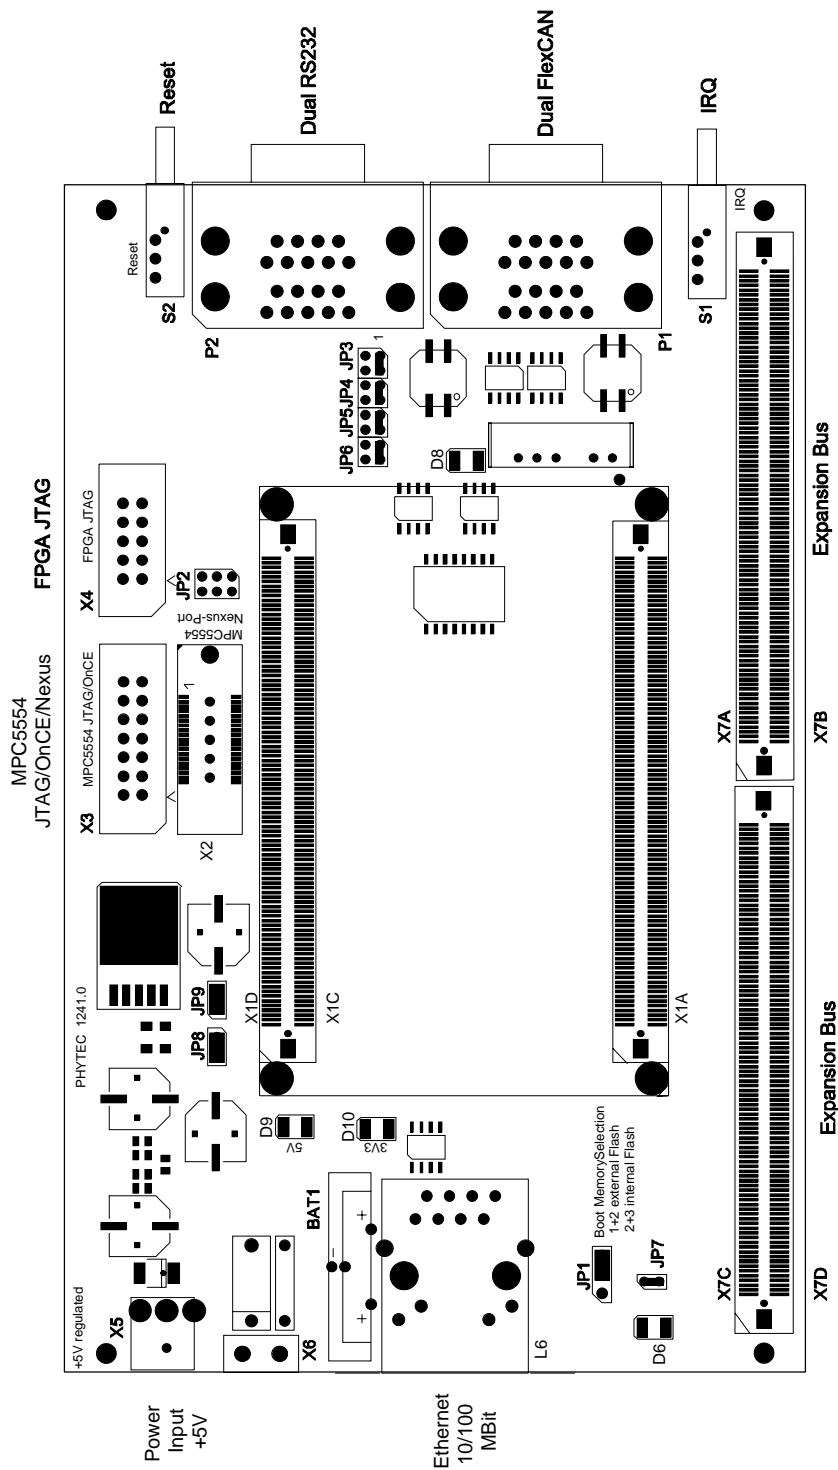 Reset
Dual RS232
Dual FlexCAN
IRQ
Reset
S2
P2
P1
S1
IRQ
JP3
1
JP4
JP5
JP6
D8
FPGA JTAG
FPGA JTAG
X4
JP2
MPC5554
Nexus-Port
MPC5554
JTAG/OnCE/Nexus
MPC5554 JTAG/OnCE
X3
1
X2
PHYTEC 1241.0
JP9
JP8
X1D
X1C
X1A
X7A
X7B
Expansion Bus
Expansion Bus
X7C
X7D
D9
5V
D10
3V3
BAT1
+
-
+
Boot MemorySelection
1+2 external Flash
2+3 internal Flash
JP1
JP7
D6
L6
X6
X5
+5V regulated
Power
Input
+5V
Ethernet
10/100
MBit